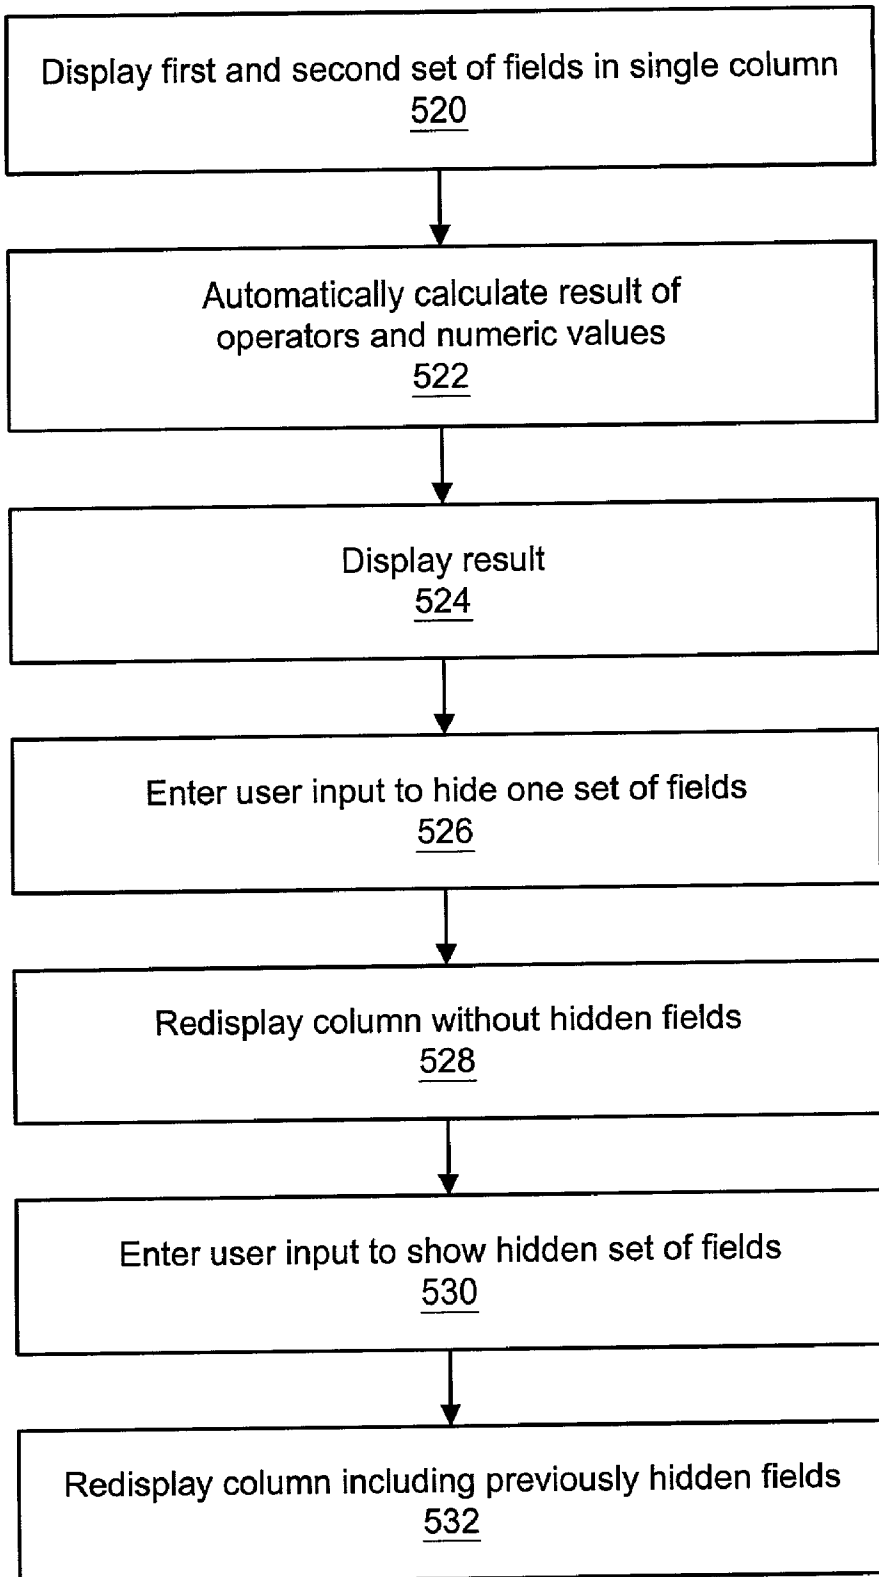 Display first and second set of fields in single column
520
Automatically calculate result of
operators and numeric values
522
Display result
524
Enter user input to hide one set of fields
526
Redisplay column without hidden fields
528
Enter user input to show hidden set of fields
530
Redisplay column including previously hidden fields
532